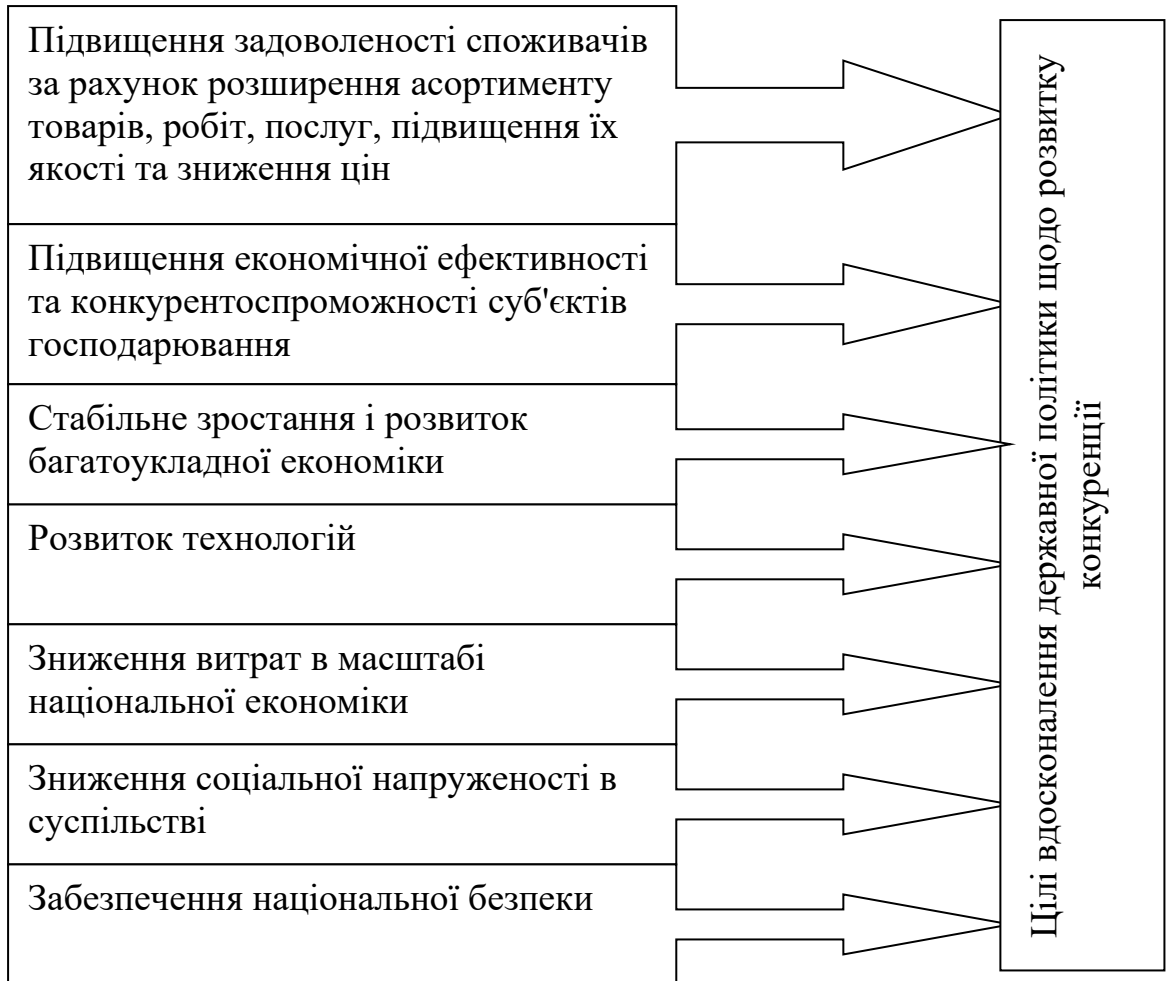 Підвищення задоволеності споживачів
за рахунок розширення асортименту
товарів, робіт, послуг, підвищення їх
якості та зниження цін
Підвищення економічної ефективності
та конкурентоспроможності суб'єктів
господарювання
Стабільне зростання і розвиток
багатоукладної економіки
Розвиток технологій
Зниження витрат в масштабі
національної економіки
Зниження соціальної напруженості в
суспільстві
Забезпечення національної безпеки
Цілі вдосконалення державної політики щодо розвитку
конкуренції